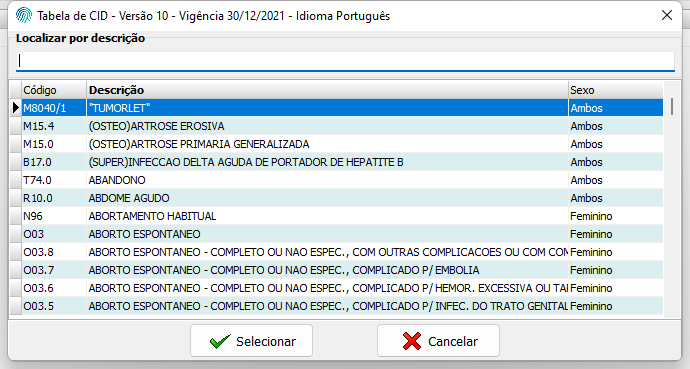 Tabela de CID - Versão 10 - Vigência 30/12/2021 - Idioma Português
Localizar por descrição
Código Descrição Sexo
M8040/1 "TUMORLET" Ambos
M15.4 (OSTEO)ARTROSE EROSIVA Ambos
M15.0 (OSTEO)ARTROSE PRIMARIA GENERALIZADA Ambos
B17.0 (SUPER)INFECCAO DELTA AGUDA DE PORTADOR DE HEPATITE B Ambos
T74.0 ABANDONO Ambos
R10.0 ABDOME AGUDO Ambos
N96 ABORTAMENTO HABITUAL Feminino
O03 ABORTO ESPONTANEO Feminino
O03.8 ABORTO ESPONTANEO - COMPLETO OU NAO ESPEC., COM OUTRAS COMPLICACOES OU COM COM Feminino
O03.7 ABORTO ESPONTANEO - COMPLETO OU NAO ESPEC., COMPLICADO P/ EMBOLIA Feminino
O03.6 ABORTO ESPONTANEO - COMPLETO OU NAO ESPEC., COMPLICADO P/ HEMOR. EXCESSIVA OU TAR Feminino
O03.5 ABORTO ESPONTANEO - COMPLETO OU NAO ESPEC., COMPLICADO P/ INFEC. DO TRATO GENITAL Feminino
Selecionar Cancelar